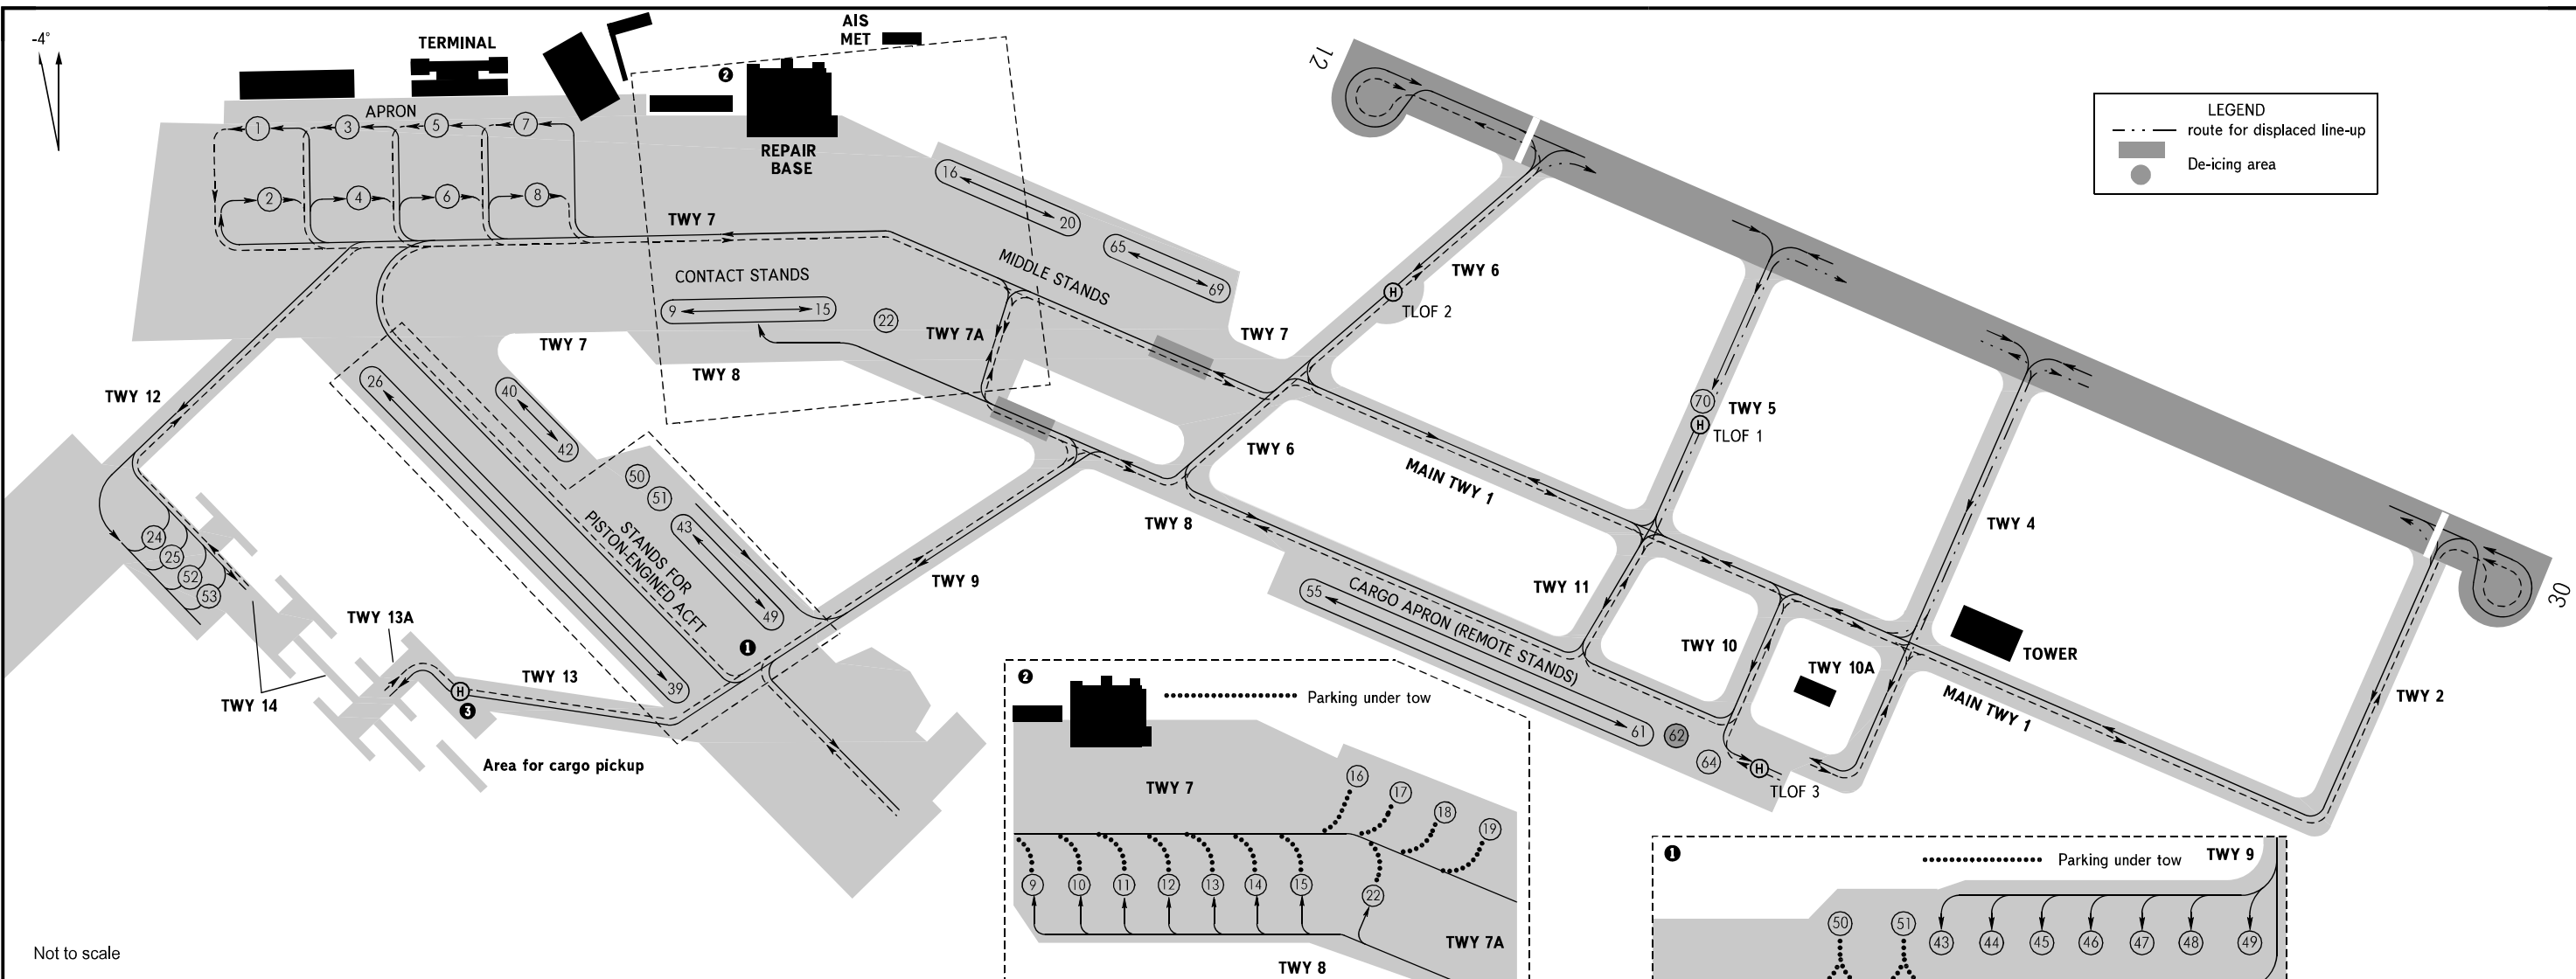 -4°
TERMINAL
AIS
MET
❷
REPAIR
BASE
APRON
1
3
5
7
2
4
6
8
TWY 7
16
20
65
69
MIDDLE STANDS
CONTACT STANDS
9
15
22
TWY 7A
TWY 7
TWY 7
TWY 8
12
LEGEND
route for displaced line-up
De-icing area
TWY 6
H
TLOF 2
70
TWY 5
H
TLOF 1
TWY 12
26
40
42
TWY 6
MAIN TWY 1
50
51
43
49
STANDS FOR
PISTON-ENGINED ACFT
❶
39
TWY 8
TWY 4
TWY 9
24
25
52
53
TWY 11
55
CARGO APRON (REMOTE STANDS)
61
62
64
H
TLOF 3
TWY 10
TWY 10A
TOWER
MAIN TWY 1
TWY 2
30
TWY 13A
TWY 13
H
❸
TWY 14
Area for cargo pickup
❷
Parking under tow
TWY 7
16
17
18
19
9
10
11
12
13
14
15
22
TWY 7A
TWY 8
❶
Parking under tow
TWY 9
50
51
43
44
45
46
47
48
49
Not to scale